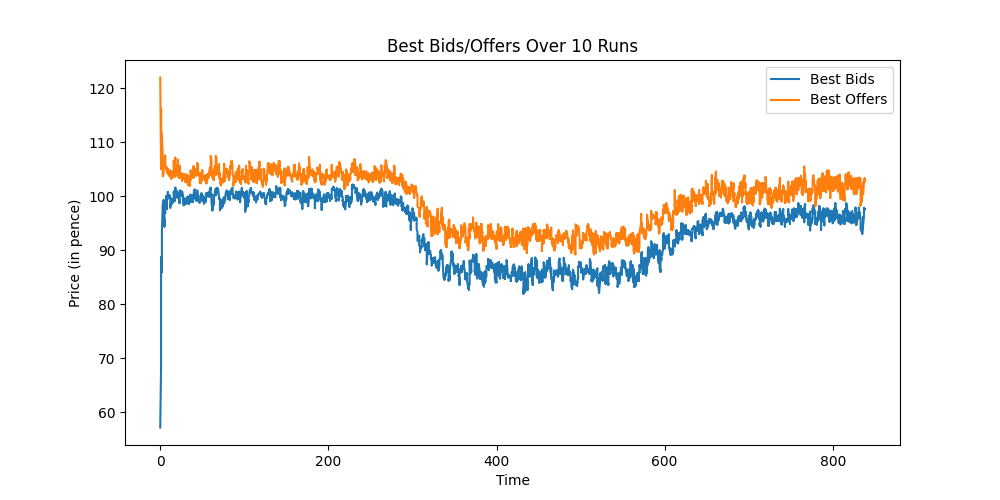 Best Bids/Offers Over 10 Runs
Best Bids
Best Offers
120
110
100
90
80
70
60
Price (in pence)
0 200 400 600 800
Time